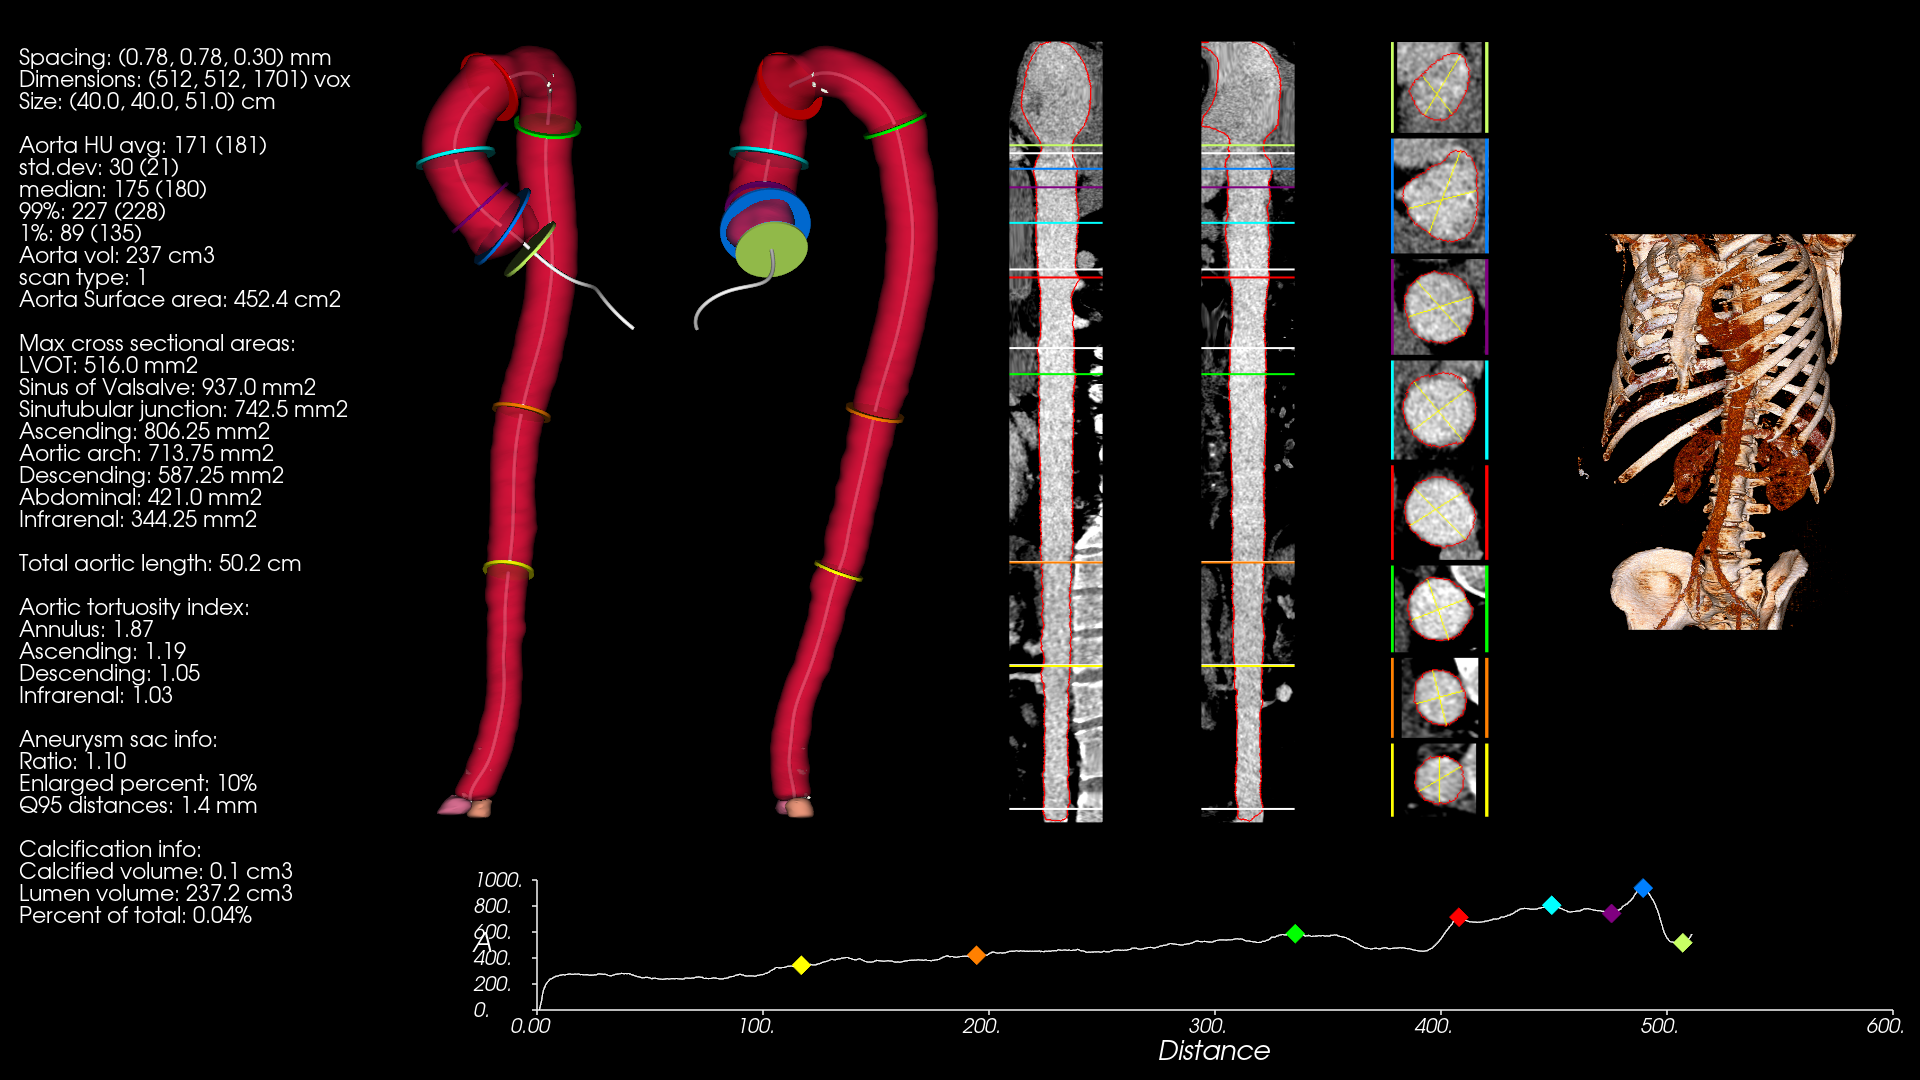 Spacing: (0.78, 0.78, 0.30) mm
Dimensions: (512, 512, 1701) vox
Size: (40.0, 40.0, 51.0) cm
Aorta HU avg: 171 (181)
std.dev: 30 (21)
median: 175 (180)
99%: 227 (228)
1%: 89 (135)
Aorta vol: 237 cm3
scan type: 1
Aorta Surface area: 452.4 cm2
Max cross sectional areas:
LVOT: 516.0 mm2
Sinus of Valsalve: 937.0 mm2
Sinutubular junction: 742.5 mm2
Ascending: 806.25 mm2
Aortic arch: 713.75 mm2
Descending: 587.25 mm2
Abdominal: 421.0 mm2
Infrarenal: 344.25 mm2
Total aortic length: 50.2 cm
Aortic tortuosity index:
Annulus: 1.87
Ascending: 1.19
Descending: 1.05
Infrarenal: 1.03
Aneurysm sac info:
Ratio: 1.10
Enlarged percent: 10%
Q95 distances: 1.4 mm
Calcification info:
Calcified volume: 0.1 cm3
Lumen volume: 237.2 cm3
Percent of total: 0.04%
1000.
800.
600.
A
400.
200.
0.
0.00 100. 200. 300. 400. 500. 600.
Distance